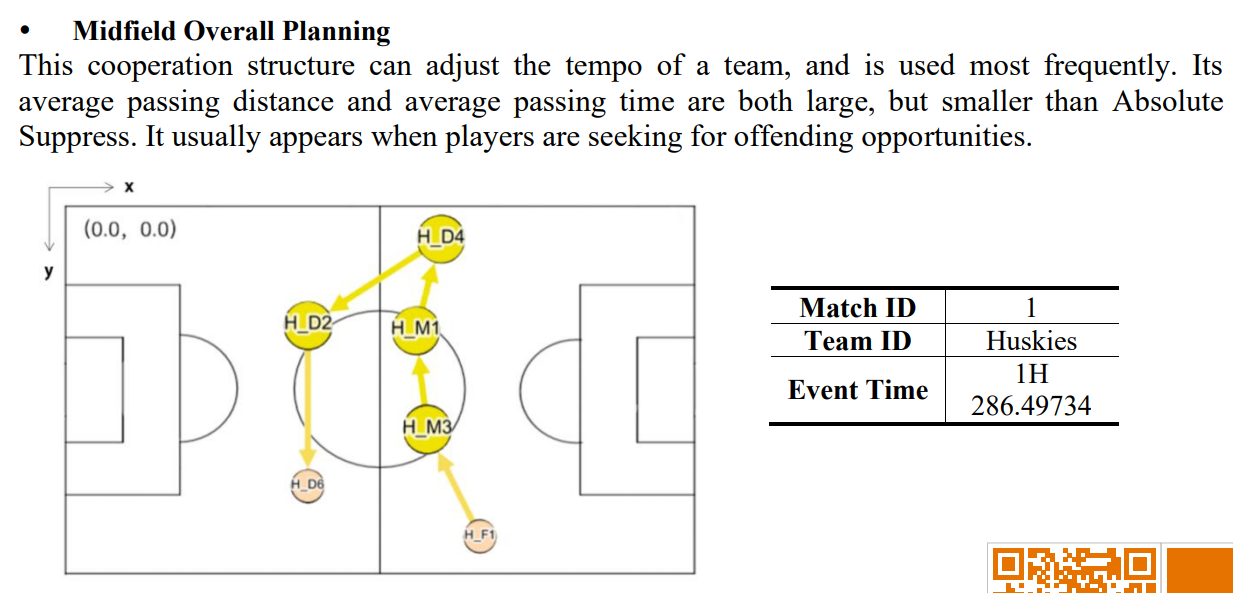 • Midfield Overall Planning
This cooperation structure can adjust the tempo of a team, and is used most frequently. Its
average passing distance and average passing time are both large, but smaller than Absolute
Suppress. It usually appears when players are seeking for offending opportunities.
x
(0.0, 0.0)
y
H_D4
H_D2
H_M1
H_M3
H_D6
H_F1
Match ID 1
Team ID Huskies
Event Time 1H
286.49734